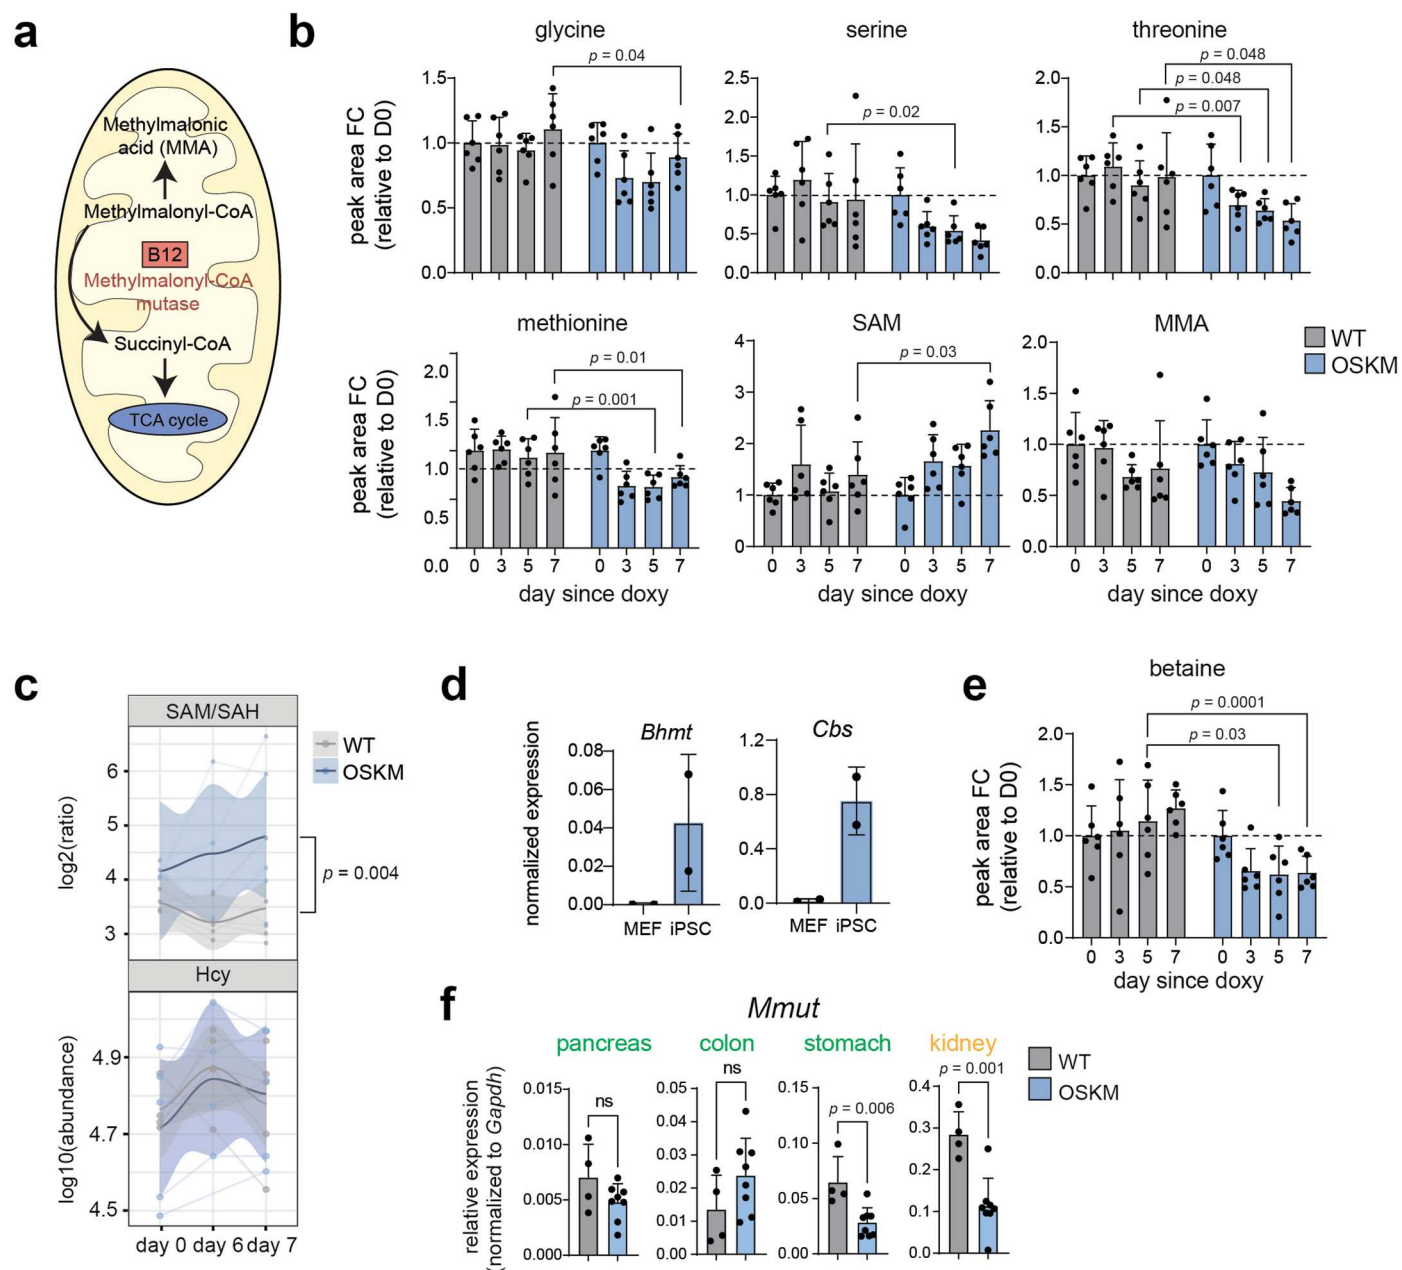 a
Methylmalonic
acid (MMA)
Methylmalonyl-CoA
B12
Methylmalonyl-CoA
mutase
Succinyl-CoA
TCA cycle
b
glycine
peak area FC
(relative to D0)
1.5
1.0
0.5
0.0
p = 0.04
serine
2.5
2.0
1.5
1.0
0.5
0.0
p = 0.02
threonine
2.0
1.5
1.0
0.5
0.0
p = 0.048
p = 0.048
p = 0.007
methionine
peak area FC
(relative to D0)
2.0
1.5
1.0
0.5
0.0
p = 0.01
p = 0.001
0 3 5 7 0 3 5 7
day since doxy
SAM
4
3
2
1
0
p = 0.03
0 3 5 7 0 3 5 7
day since doxy
MMA
2.0
1.5
1.0
0.5
0.0
0 3 5 7 0 3 5 7
day since doxy
WT
OSKM
c
SAM/SAH
log2(ratio)
6
5
4
3
WT
OSKM
p = 0.004
Hcy
log10(abundance)
4.9
4.7
4.5
day 0 day 6 day 7
d
normalized expression
Bhmt
0.08
0.06
0.04
0.02
0.00
MEF iPSC
Cbs
1.2
0.8
0.4
0.0
MEF iPSC
e
betaine
peak area FC
(relative to D0)
2.0
1.5
1.0
0.5
0.0
p = 0.0001
p = 0.03
0 3 5 7 0 3 5 7
day since doxy
f
Mmut
relative expression
(normalized to Gapdh)
pancreas
0.015
0.010
0.005
0.000
ns
colon
0.05
0.04
0.03
0.02
0.01
0.00
ns
stomach
0.15
0.10
0.05
0.00
p = 0.006
kidney
0.4
0.3
0.2
0.1
0.0
p = 0.001
WT
OSKM